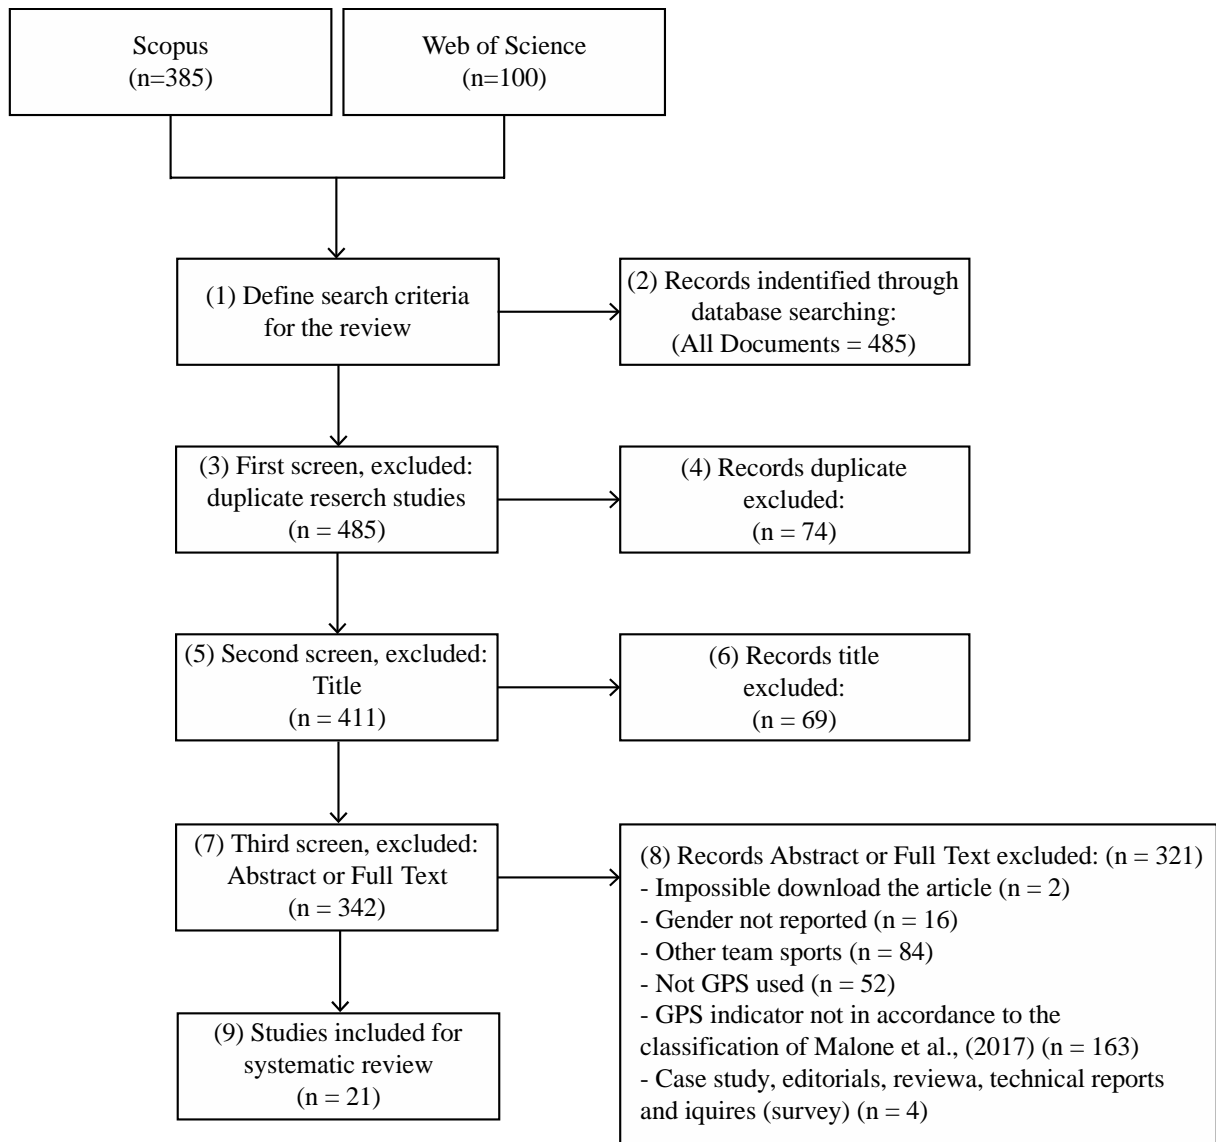 Scopus
(n=385)
Web of Science
(n=100)
(1) Define search criteria
for the review
(2) Records indentified through
database searching:
(All Documents = 485)
(3) First screen, excluded:
duplicate reserch studies
(n = 485)
(4) Records duplicate
excluded:
(n = 74)
(5) Second screen, excluded:
Title
(n = 411)
(6) Records title
excluded:
(n = 69)
(7) Third screen, excluded:
Abstract or Full Text
(n = 342)
(8) Records Abstract or Full Text excluded: (n = 321)
- Impossible download the article (n = 2)
- Gender not reported (n = 16)
- Other team sports (n = 84)
- Not GPS used (n = 52)
- GPS indicator not in accordance to the
classification of Malone et al., (2017) (n = 163)
- Case study, editorials, reviewa, technical reports
and iquires (survey) (n = 4)
(9) Studies included for
systematic review
(n = 21)